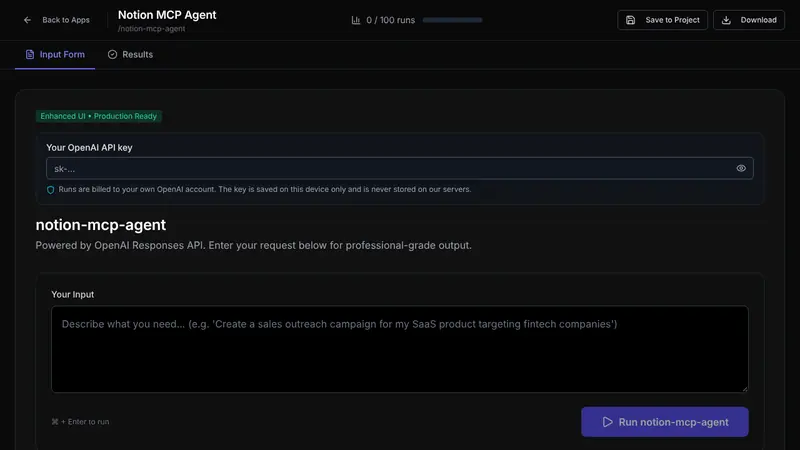 Back to Apps
Notion MCP Agent
/notion-mcp-agent
0 / 100 runs
Save to Project
Download
Input Form
Results
Enhanced UI • Production Ready
Your OpenAI API key
sk-...
Runs are billed to your own OpenAI account. The key is saved on this device only and is never stored on our servers.
notion-mcp-agent
Powered by OpenAI Responses API. Enter your request below for professional-grade output.
Your Input
Describe what you need... (e.g. 'Create a sales outreach campaign for my SaaS product targeting fintech companies')
⌘ + Enter to run
Run notion-mcp-agent